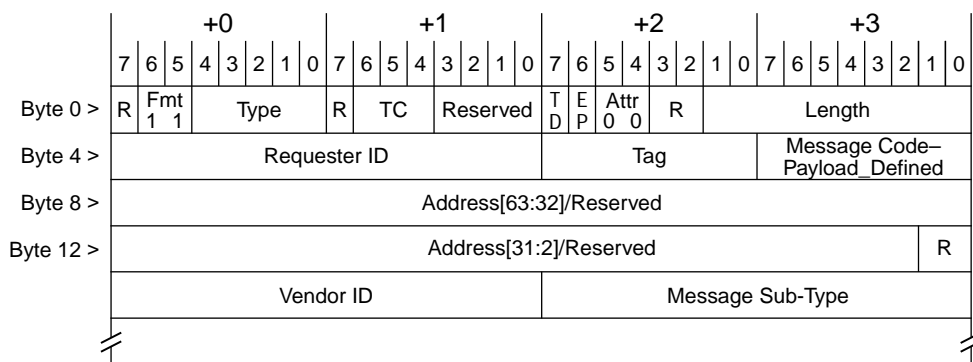 +0 +1 +2 +3
7 6 5 4 3 2 1 0 7 6 5 4 3 2 1 0 7 6 5 4 3 2 1 0 7 6 5 4 3 2 1 0
Byte 0 > R Fmt 1 1 Type R TC Reserved TD EP Attr 0 0 R Length
Byte 4 > Requester ID Tag Message Code–
Payload_Defined
Byte 8 > Address[63:32]/Reserved
Byte 12 > Address[31:2]/Reserved R
Vendor ID Message Sub-Type